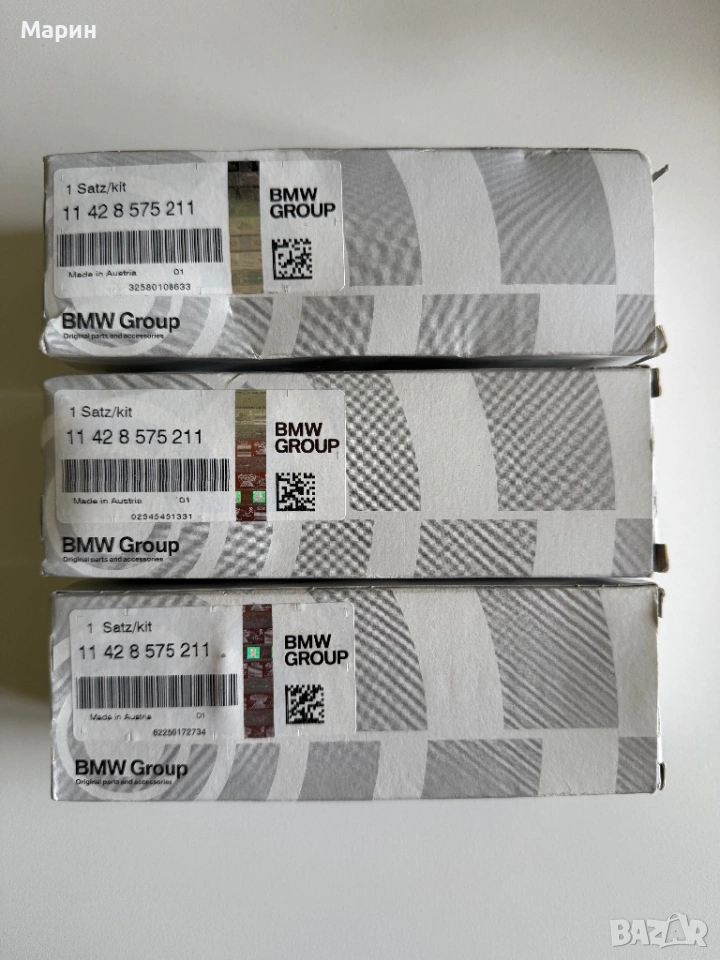 Марин
1 Satz/kit
11 42 8 575 211
BMW
GROUP
Made in Austria 01
32580108633
BMW Group
Original parts and accessories
1 Satz/kit
11 42 8 575 211
BMW
GROUP
Made in Austria 01
02545451331
BMW Group
Original parts and accessories
1 Satz/kit
11 42 8 575 211
BMW
GROUP
Made in Austria 01
62256172734
BMW Group
Original parts and accessories
BAZAR